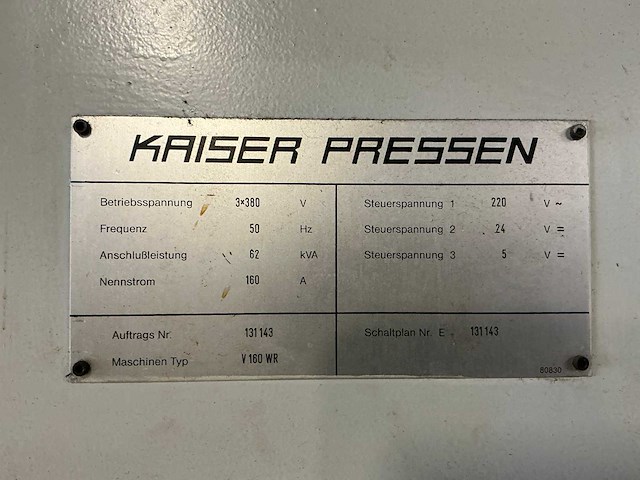 KAISER PRESSEN
Betriebsspannung 3×380 V
Frequenz 50 Hz
Anschlußleistung 62 kVA
Nennstrom 160 A
Steuerspannung 1 220 V ~
Steuerspannung 2 24 V =
Steuerspannung 3 5 V =
Auftrags Nr. 131143
Maschinen Typ V 160 WR
Schaltplan Nr. E 131143
60830